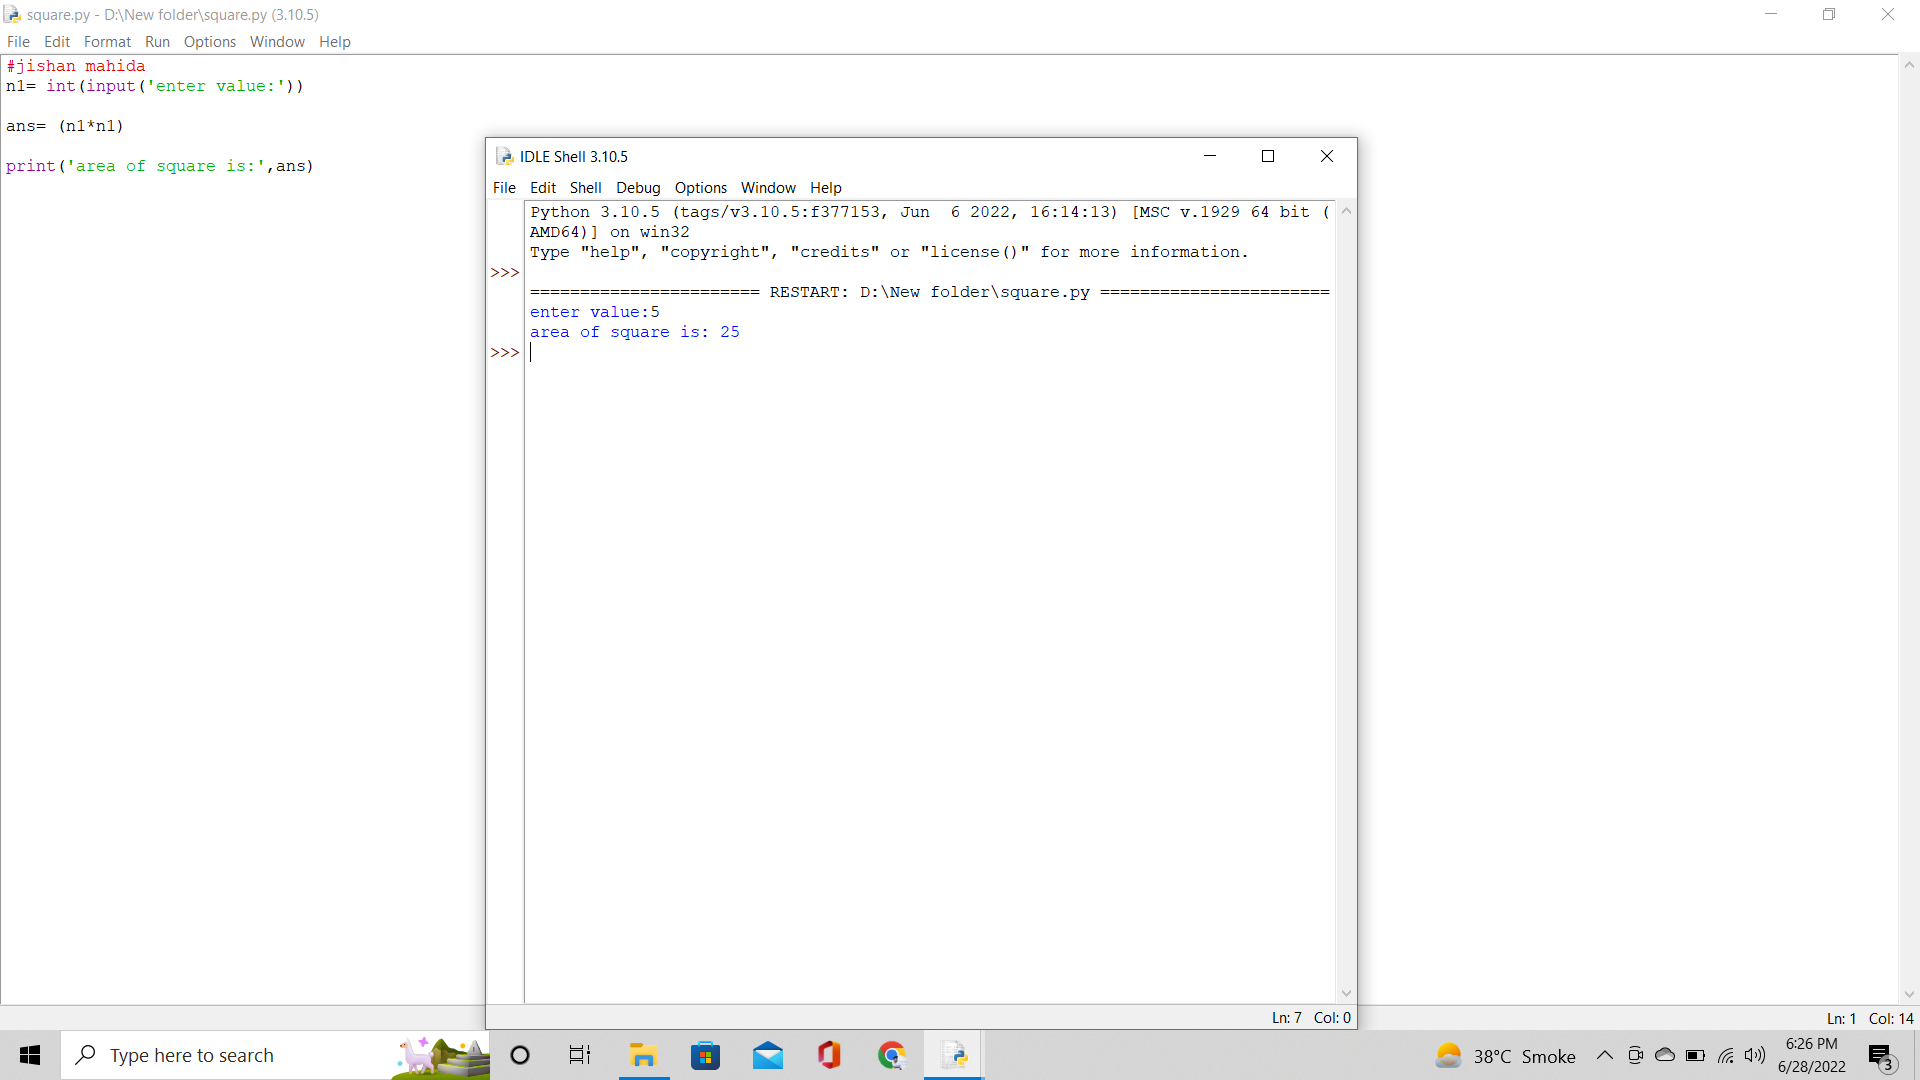 square.py - D:\New folder\square.py (3.10.5)
File Edit Format Run Options Window Help
#jishan mahida
n1= int(input('enter value:'))
ans= (n1*n1)
print('area of square is:',ans)
IDLE Shell 3.10.5
File Edit Shell Debug Options Window Help
Python 3.10.5 (tags/v3.10.5:f377153, Jun  6 2022, 16:14:13) [MSC v.1929 64 bit (
AMD64)] on win32
Type "help", "copyright", "credits" or "license()" for more information.
>>>
======================= RESTART: D:\New folder\square.py =======================
enter value:5
area of square is: 25
>>>
Ln: 7 Col: 0
Ln: 1 Col: 14
Type here to search
38°C Smoke
6:26 PM
6/28/2022
3